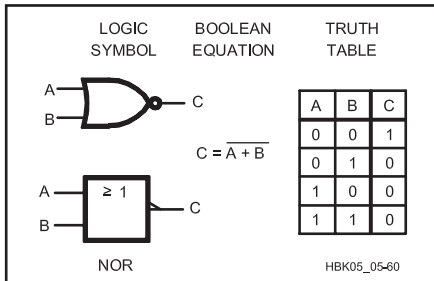 LOGIC SYMBOL
BOOLEAN EQUATION
TRUTH TABLE
A
B
C
C = A + B
A
B
≥ 1
C
NOR
A B C
0 0 1
0 1 0
1 0 0
1 1 0
HBK05_05-60